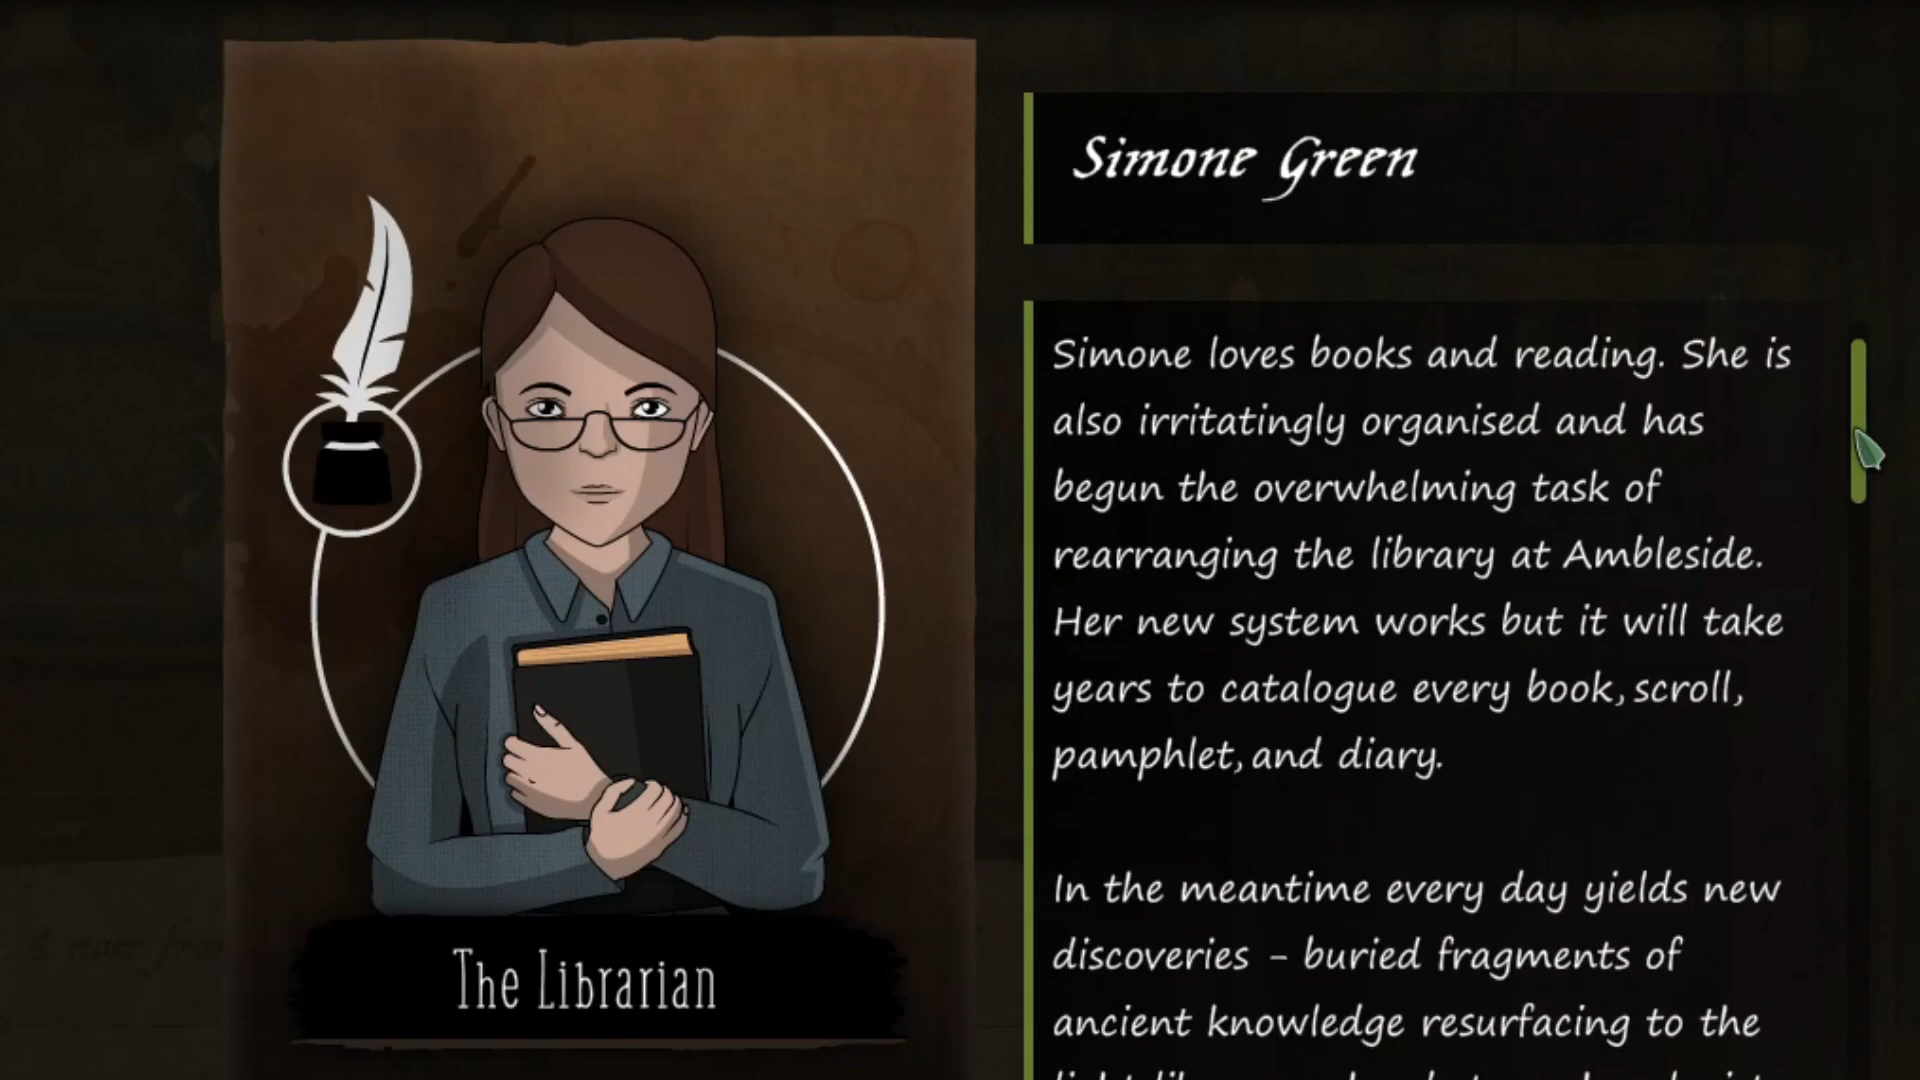 Simone Green
Simone loves books and reading. She is
also irritatingly organised and has
begun the overwhelming task of
rearranging the library at Ambleside.
Her new system works but it will take
years to catalogue every book, scroll,
pamphlet, and diary.
In the meantime every day yields new
discoveries - buried fragments of
ancient knowledge resurfacing to the
The Librarian